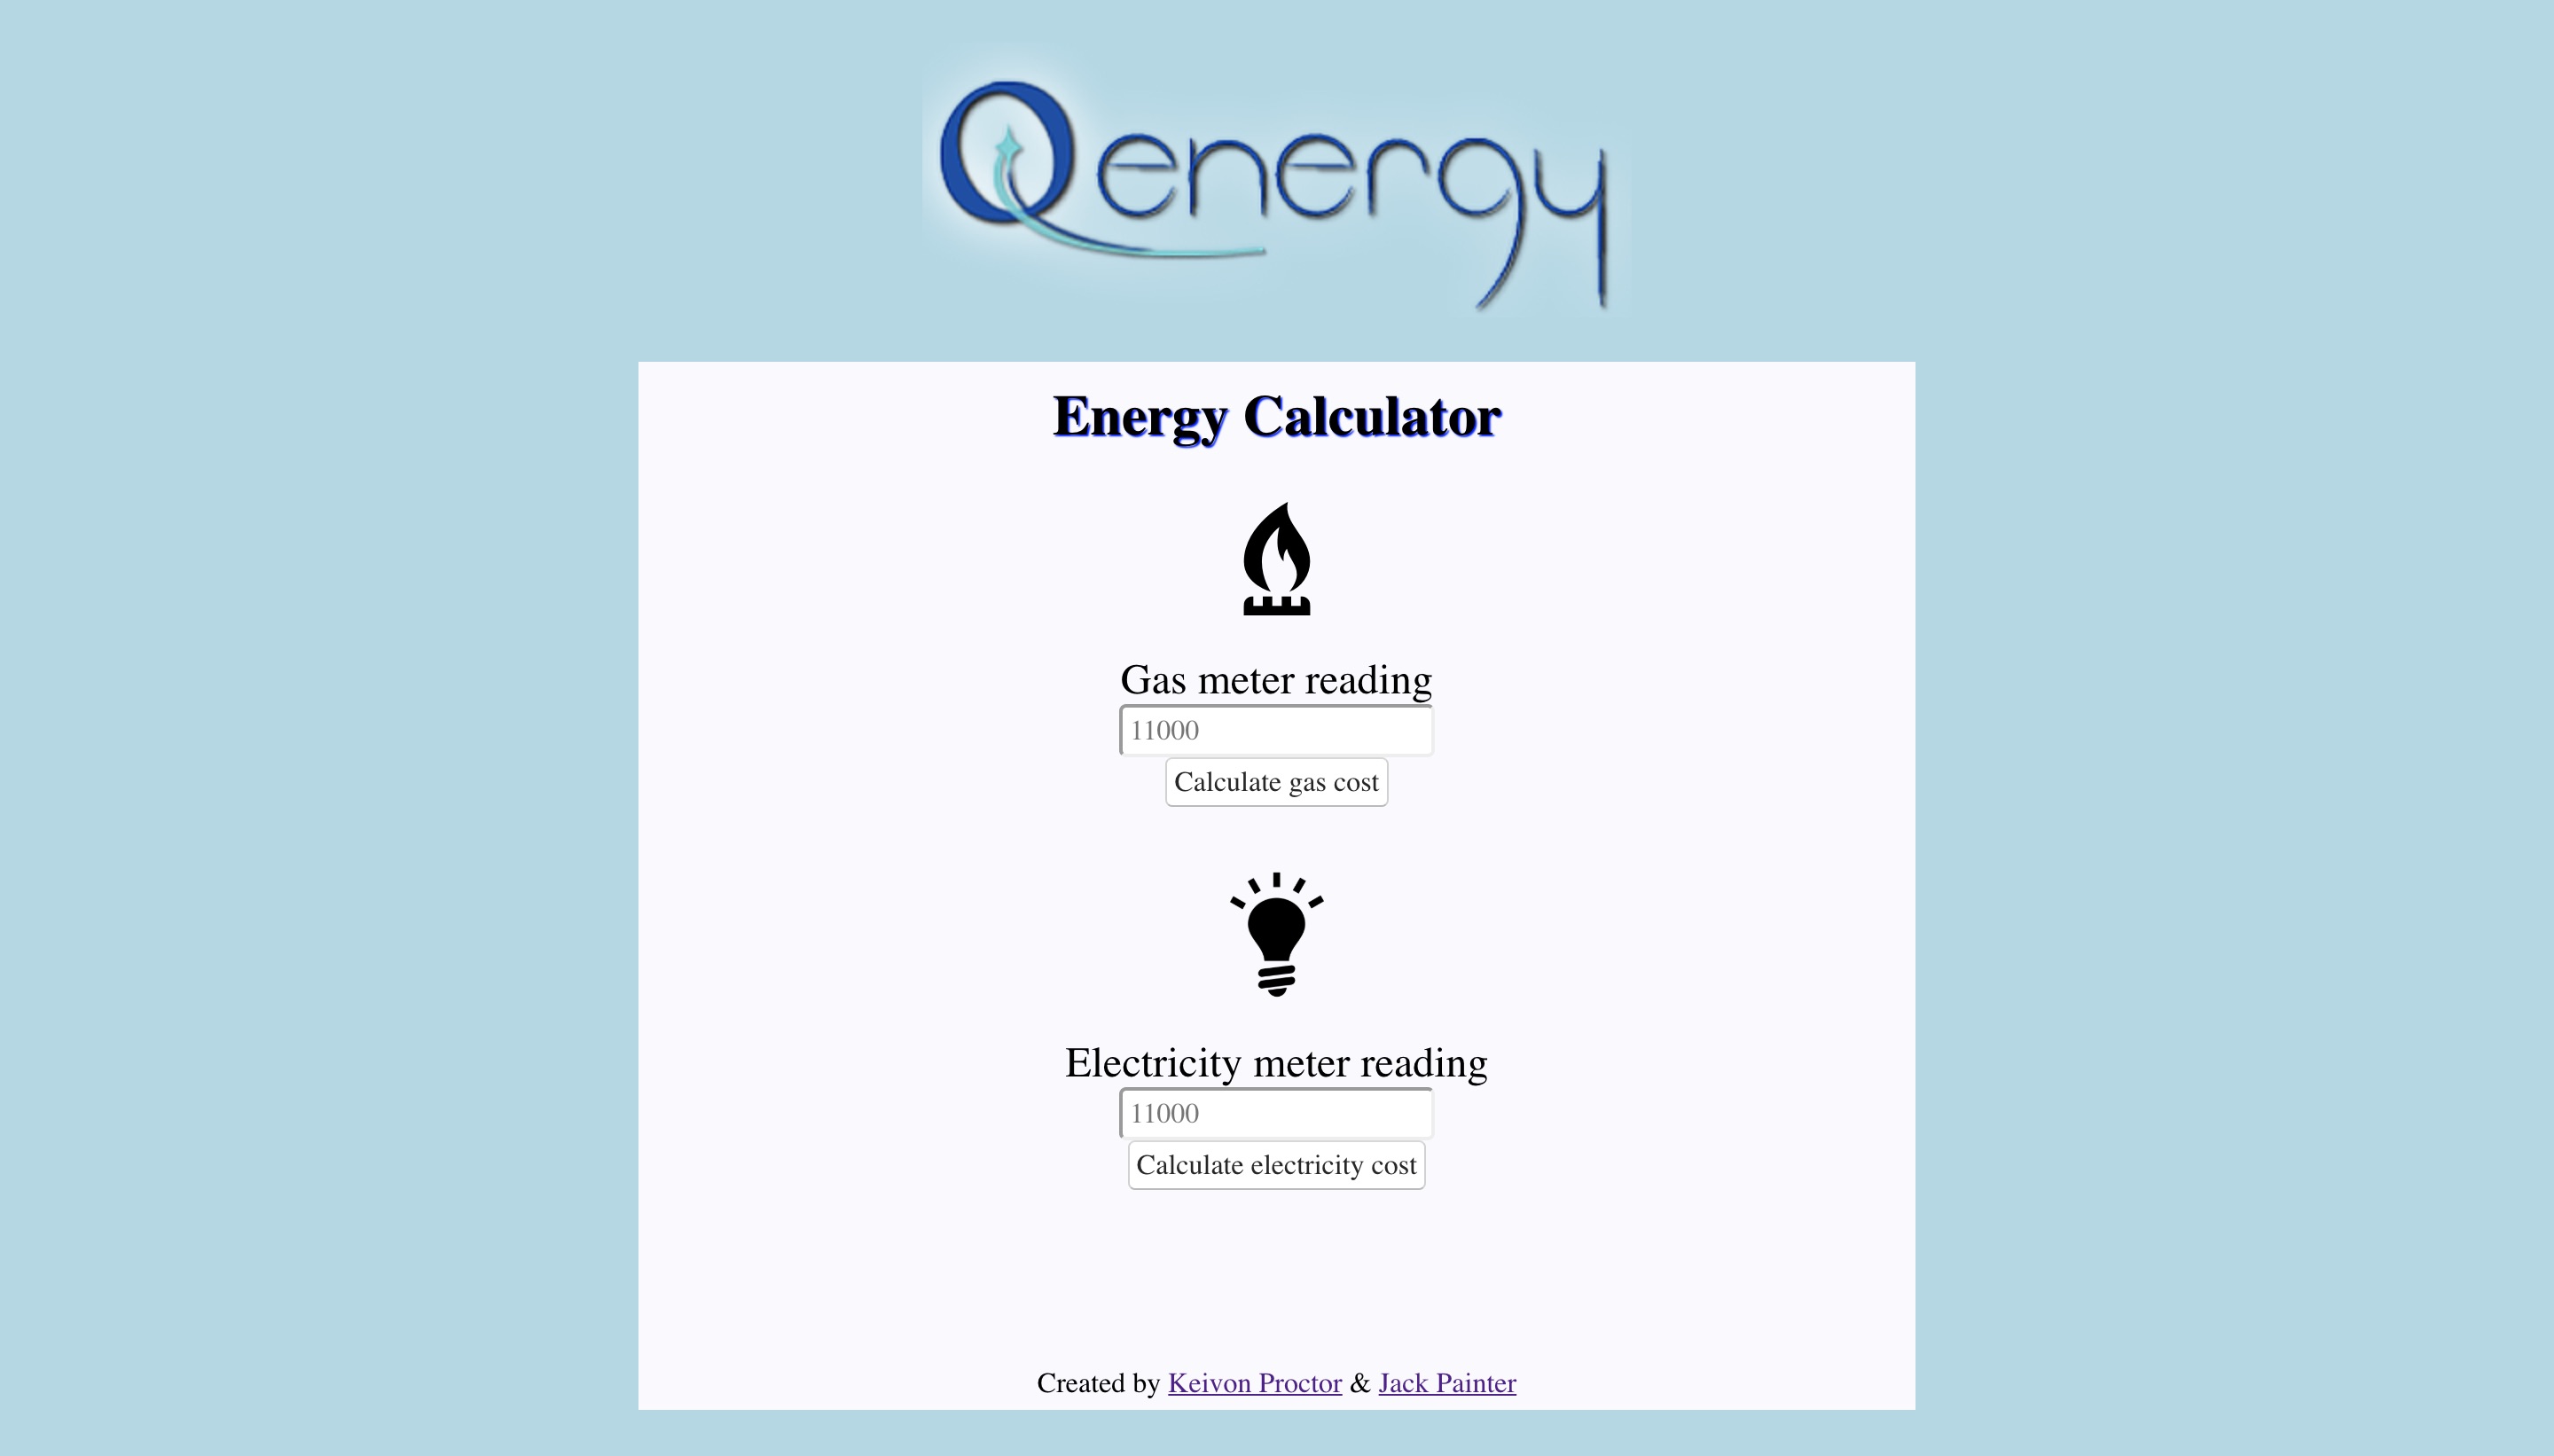 Qenergy
Energy Calculator
Gas meter reading
11000
Calculate gas cost
Electricity meter reading
11000
Calculate electricity cost
Created by Keivon Proctor & Jack Painter